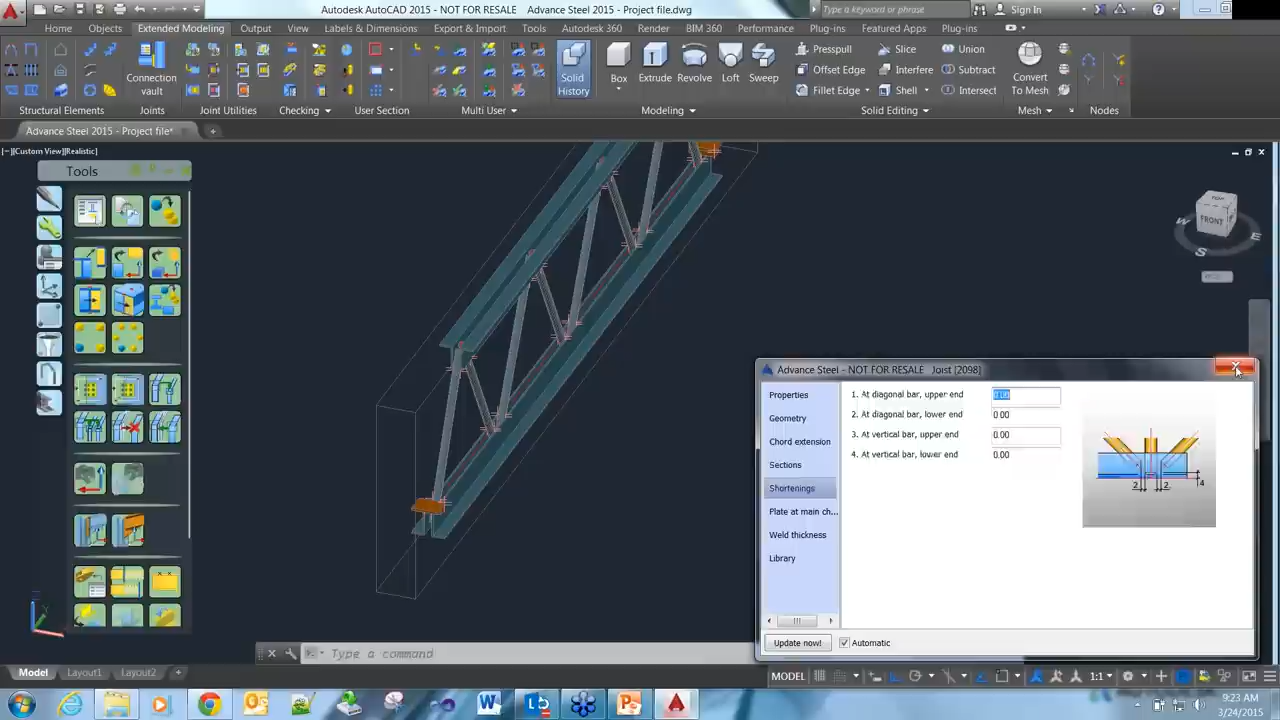 Autodesk AutoCAD 2015 - NOT FOR RESALE Advance Steel 2015 - Project file.dwg
Type a keyword or phrase
Sign In
Home Objects Extended Modeling Output View Labels & Dimensions Export & Import Tools Autodesk 360 Render BIM 360 Performance Plug-ins Featured Apps Plug-ins
Connection vault
Solid History
Box Extrude Revolve Loft Sweep
Presspull Slice Union
Offset Edge Interfere Subtract
Fillet Edge Shell Intersect
Convert To Mesh
Structural Elements Joints Joint Utilities Checking User Section Multi User Modeling Solid Editing Mesh Nodes
Advance Steel 2015 - Project file*
[−][Custom View][Realistic]
Tools
FRONT
W
S
E
Advance Steel - NOT FOR RESALE Joist [2098]
Properties
Geometry
Chord extension
Sections
Shortenings
Plate at main ch...
Weld thickness
Library
1. At diagonal bar, upper end 0.00
2. At diagonal bar, lower end 0.00
3. At vertical bar, upper end 0.00
4. At vertical bar, lower end 0.00
2 2 4
Update now! Automatic
Type a command
Model Layout1 Layout2
MODEL
1:1
9:23 AM
3/24/2015